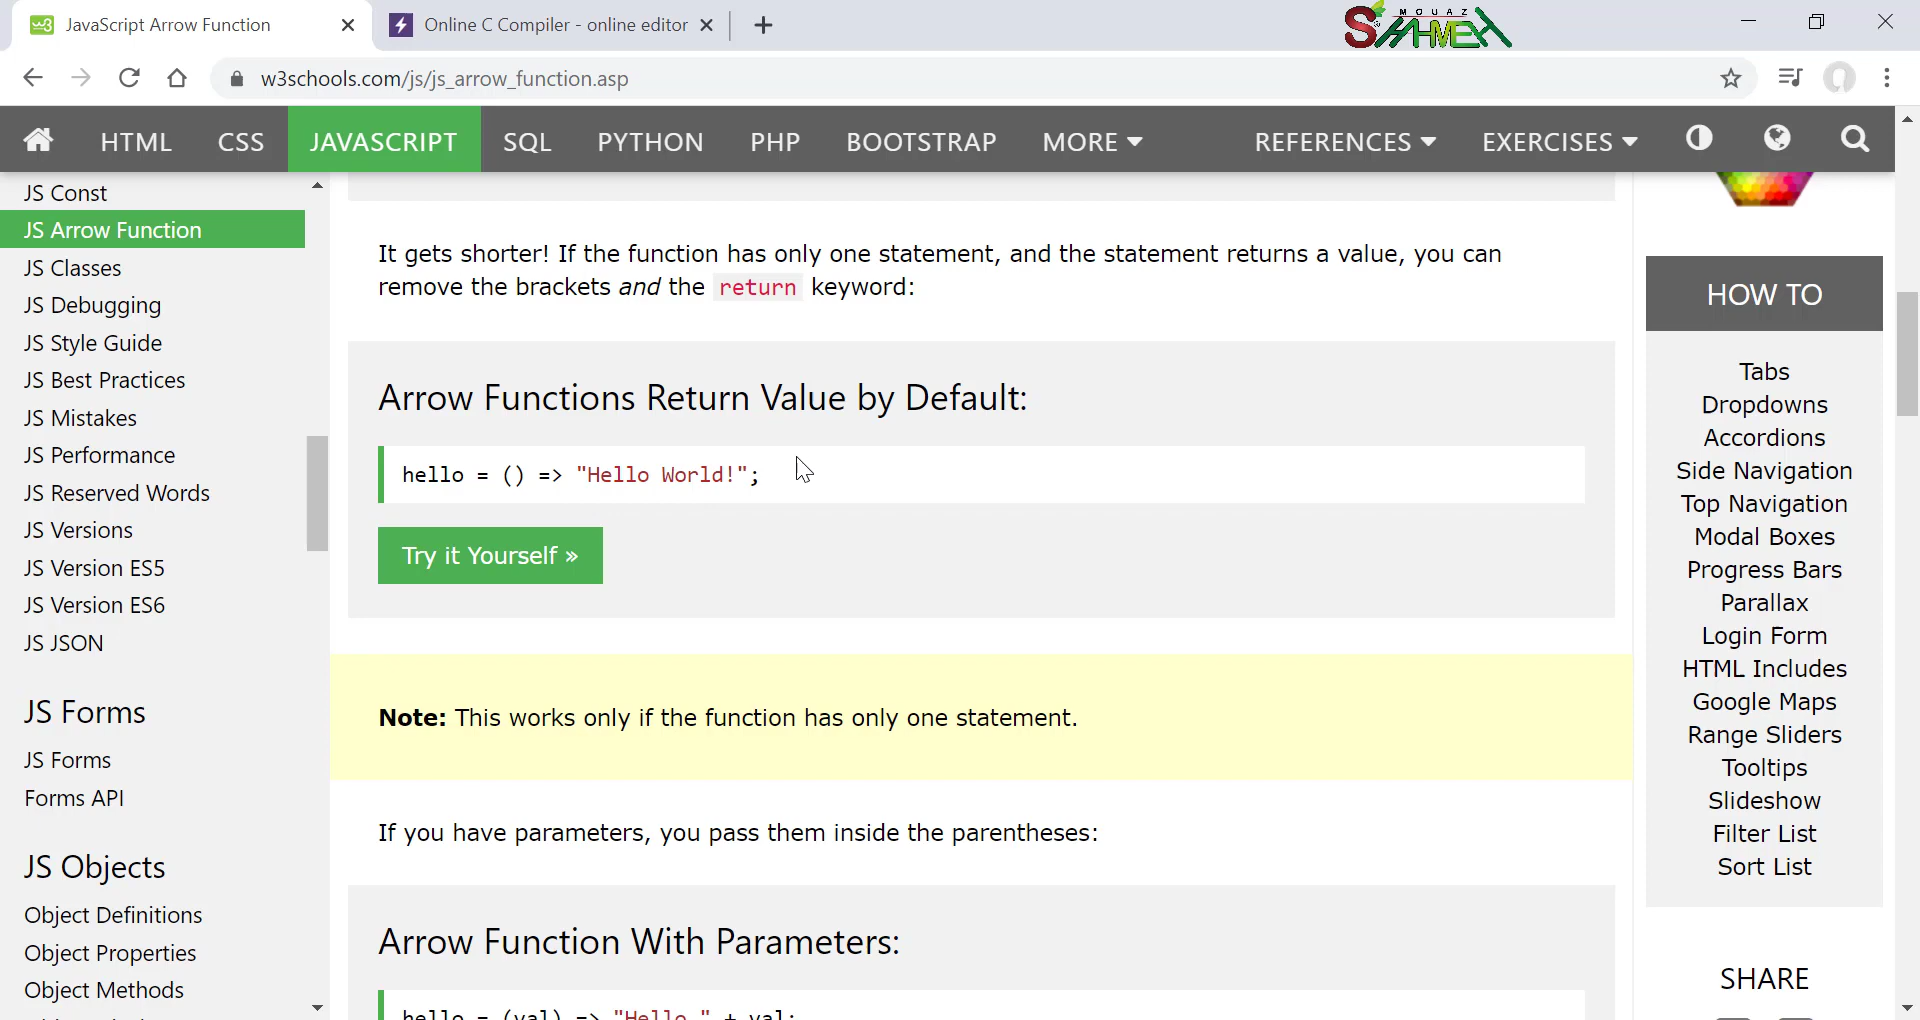 JavaScript Arrow Function
Online C Compiler - online editor
MOUAZ
w3schools.com/js/js_arrow_function.asp
HTML CSS JAVASCRIPT SQL PYTHON PHP BOOTSTRAP MORE REFERENCES EXERCISES
JS Const
JS Arrow Function
JS Classes
JS Debugging
JS Style Guide
JS Best Practices
JS Mistakes
JS Performance
JS Reserved Words
JS Versions
JS Version ES5
JS Version ES6
JS JSON
JS Forms
JS Forms
Forms API
JS Objects
Object Definitions
Object Properties
Object Methods
It gets shorter! If the function has only one statement, and the statement returns a value, you can
remove the brackets and the return keyword:
Arrow Functions Return Value by Default:
hello = () => "Hello World!";
Try it Yourself »
Note: This works only if the function has only one statement.
If you have parameters, you pass them inside the parentheses:
Arrow Function With Parameters:
hello = (val) => "Hello " + val;
HOW TO
Tabs
Dropdowns
Accordions
Side Navigation
Top Navigation
Modal Boxes
Progress Bars
Parallax
Login Form
HTML Includes
Google Maps
Range Sliders
Tooltips
Slideshow
Filter List
Sort List
SHARE